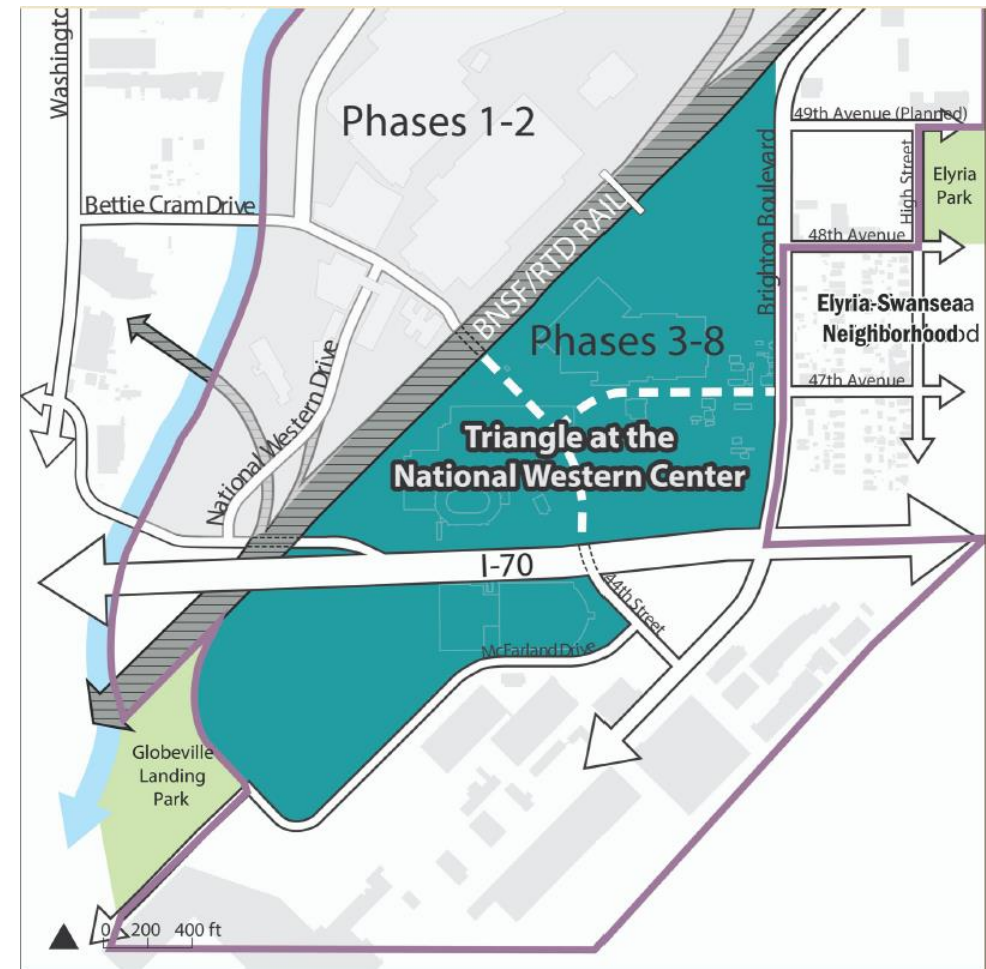 Washingtc
Phases 1-2
49th Avenue (Planned)
High Street
Elyria
Park
Bettie Cram Drive
48th Avenue
Brighton Boulevard
BNSF/RTD RAIL
Elyria-Swansea
Neighborhood
Phases 3-8
47th Avenue
National Western Drive
Triangle at the
National Western Center
I-70
44th Street
McFarland Drive
Globeville
Landing
Park
0 200 400 ft